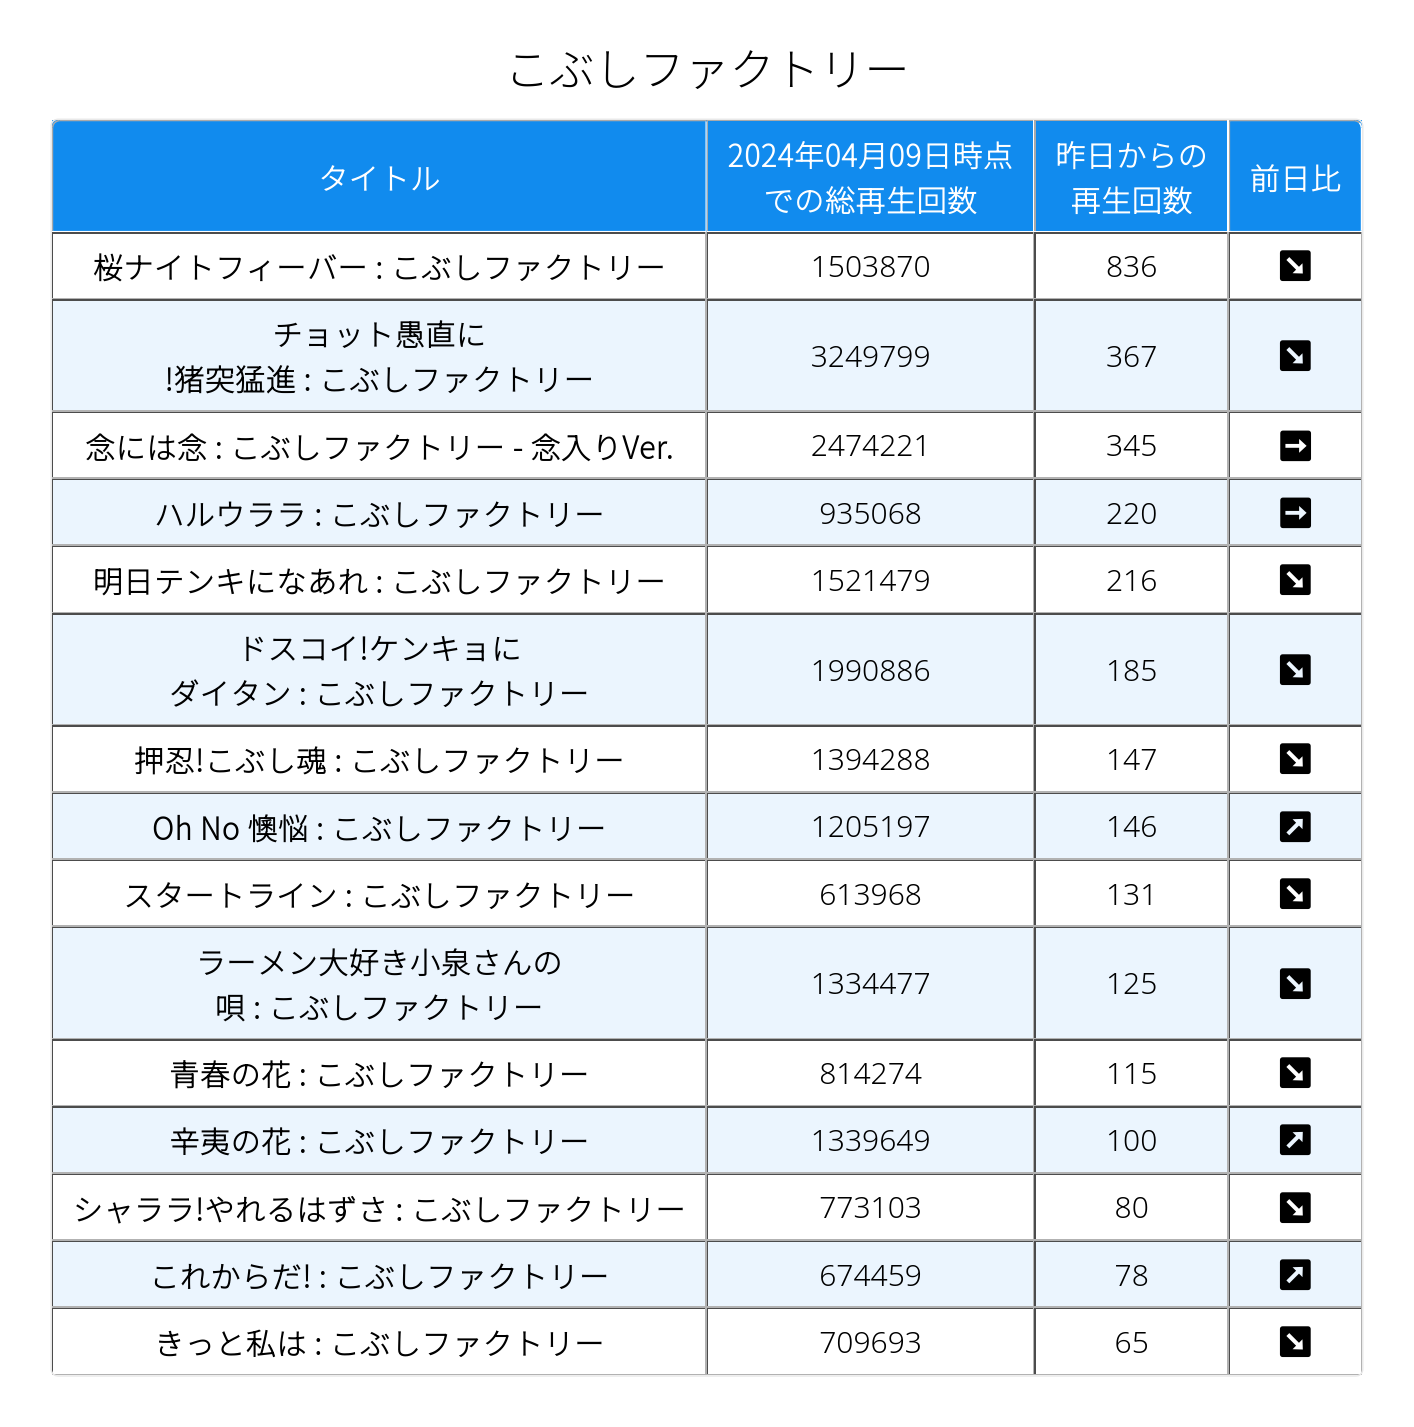 こぶしファクトリー
タイトル
2024年04月09日時点
での総再生回数
昨日からの
再生回数
前日比
桜ナイトフィーバー : こぶしファクトリー 1503870 836 ↘
チョット愚直に
!猪突猛進 : こぶしファクトリー 3249799 367 ↘
念には念 : こぶしファクトリー - 念入りVer. 2474221 345 →
ハルウララ : こぶしファクトリー 935068 220 →
明日テンキになあれ : こぶしファクトリー 1521479 216 ↘
ドスコイ!ケンキョに
ダイタン : こぶしファクトリー 1990886 185 ↘
押忍!こぶし魂 : こぶしファクトリー 1394288 147 ↘
Oh No 懊悩 : こぶしファクトリー 1205197 146 ↗
スタートライン : こぶしファクトリー 613968 131 ↘
ラーメン大好き小泉さんの
唄 : こぶしファクトリー 1334477 125 ↘
青春の花 : こぶしファクトリー 814274 115 ↘
辛夷の花 : こぶしファクトリー 1339649 100 ↗
シャララ!やれるはずさ : こぶしファクトリー 773103 80 ↘
これからだ! : こぶしファクトリー 674459 78 ↗
きっと私は : こぶしファクトリー 709693 65 ↘